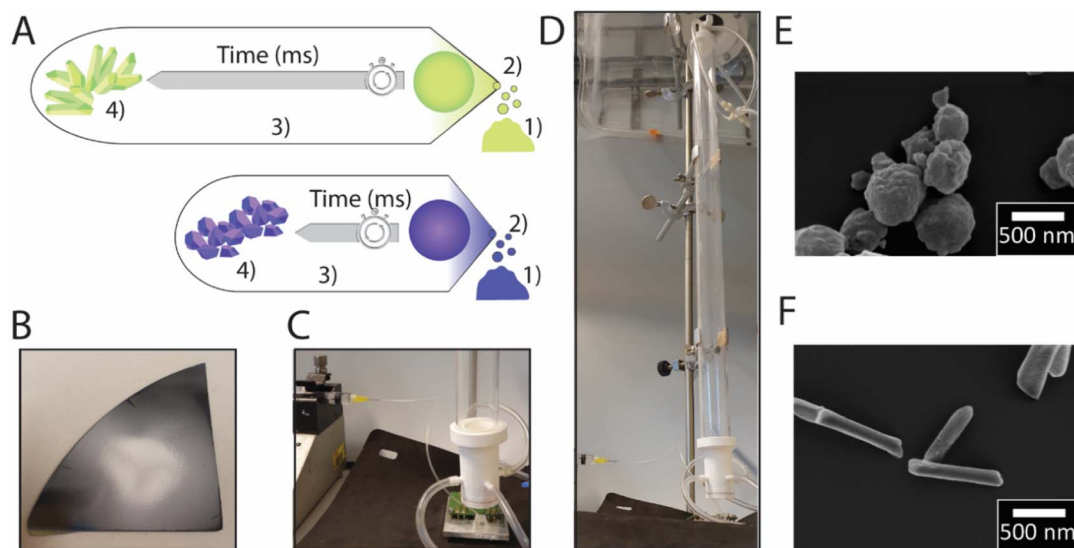 A
Time (ms)
2)
1)
4)
3)
Time (ms)
2)
1)
4)
3)
B
C
D
E
500 nm
F
500 nm